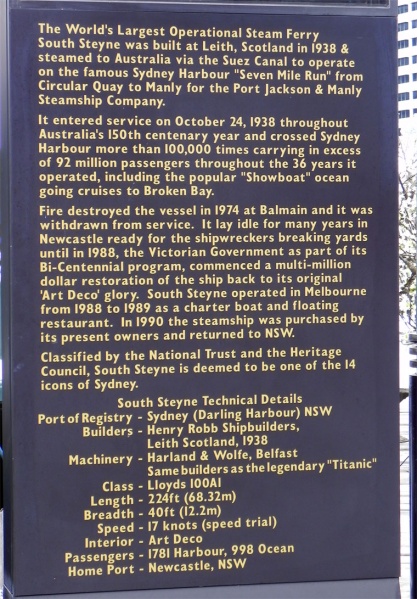 The World's Largest Operational Steam Ferry
South Steyne was built at Leith, Scotland in 1938 &
steamed to Australia via the Suez Canal to operate
on the famous Sydney Harbour "Seven Mile Run" from
Circular Quay to Manly for the Port Jackson & Manly
Steamship Company.
It entered service on October 24, 1938 throughout
Australia's 150th centenary year and crossed Sydney
Harbour more than 100,000 times carrying in excess
of 92 million passengers throughout the 36 years it
operated, including the popular "Showboat" ocean
going cruises to Broken Bay.
Fire destroyed the vessel in 1974 at Balmain and it was
withdrawn from service. It lay idle for many years in
Newcastle ready for the shipwreckers breaking yards
until in 1988, the Victorian Government as part of its
Bi-Centennial program, commenced a multi-million
dollar restoration of the ship back to its original
'Art Deco' glory. South Steyne operated in Melbourne
from 1988 to 1989 as a charter boat and floating
restaurant. In 1990 the steamship was purchased by
its present owners and returned to NSW.
Classified by the National Trust and the Heritage
Council, South Steyne is deemed to be one of the 14
icons of Sydney.
South Steyne Technical Details
Port of Registry - Sydney (Darling Harbour) NSW
Builders - Henry Robb Shipbuilders,
Leith Scotland, 1938
Machinery - Harland & Wolfe, Belfast
Same builders as the legendary "Titanic"
Class - Lloyds 100A1
Length - 224ft (68.32m)
Breadth - 40ft (12.2m)
Speed - 17 knots (speed trial)
Interior - Art Deco
Passengers - 1781 Harbour, 998 Ocean
Home Port - Newcastle, NSW